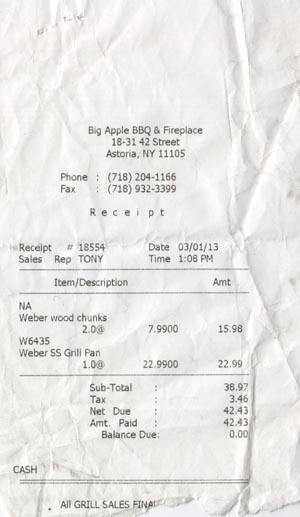 Big Apple BBQ & Fireplace
18-31 42 Street
Astoria, NY 11105
Phone : (718) 204-1166
Fax : (718) 932-3399
Receipt
Receipt # 18554 Date 03/01/13
Sales Rep TONY Time 1:08 PM
Item/Description Amt
NA
Weber wood chunks
2.0@ 7.9900 15.98
W6435
Weber SS Grill Pan
1.0@ 22.9900 22.99
Sub-Total : 38.97
Tax : 3.46
Net Due : 42.43
Amt. Paid : 42.43
Balance Due: 0.00
CASH
All GRILL SALES FINAL